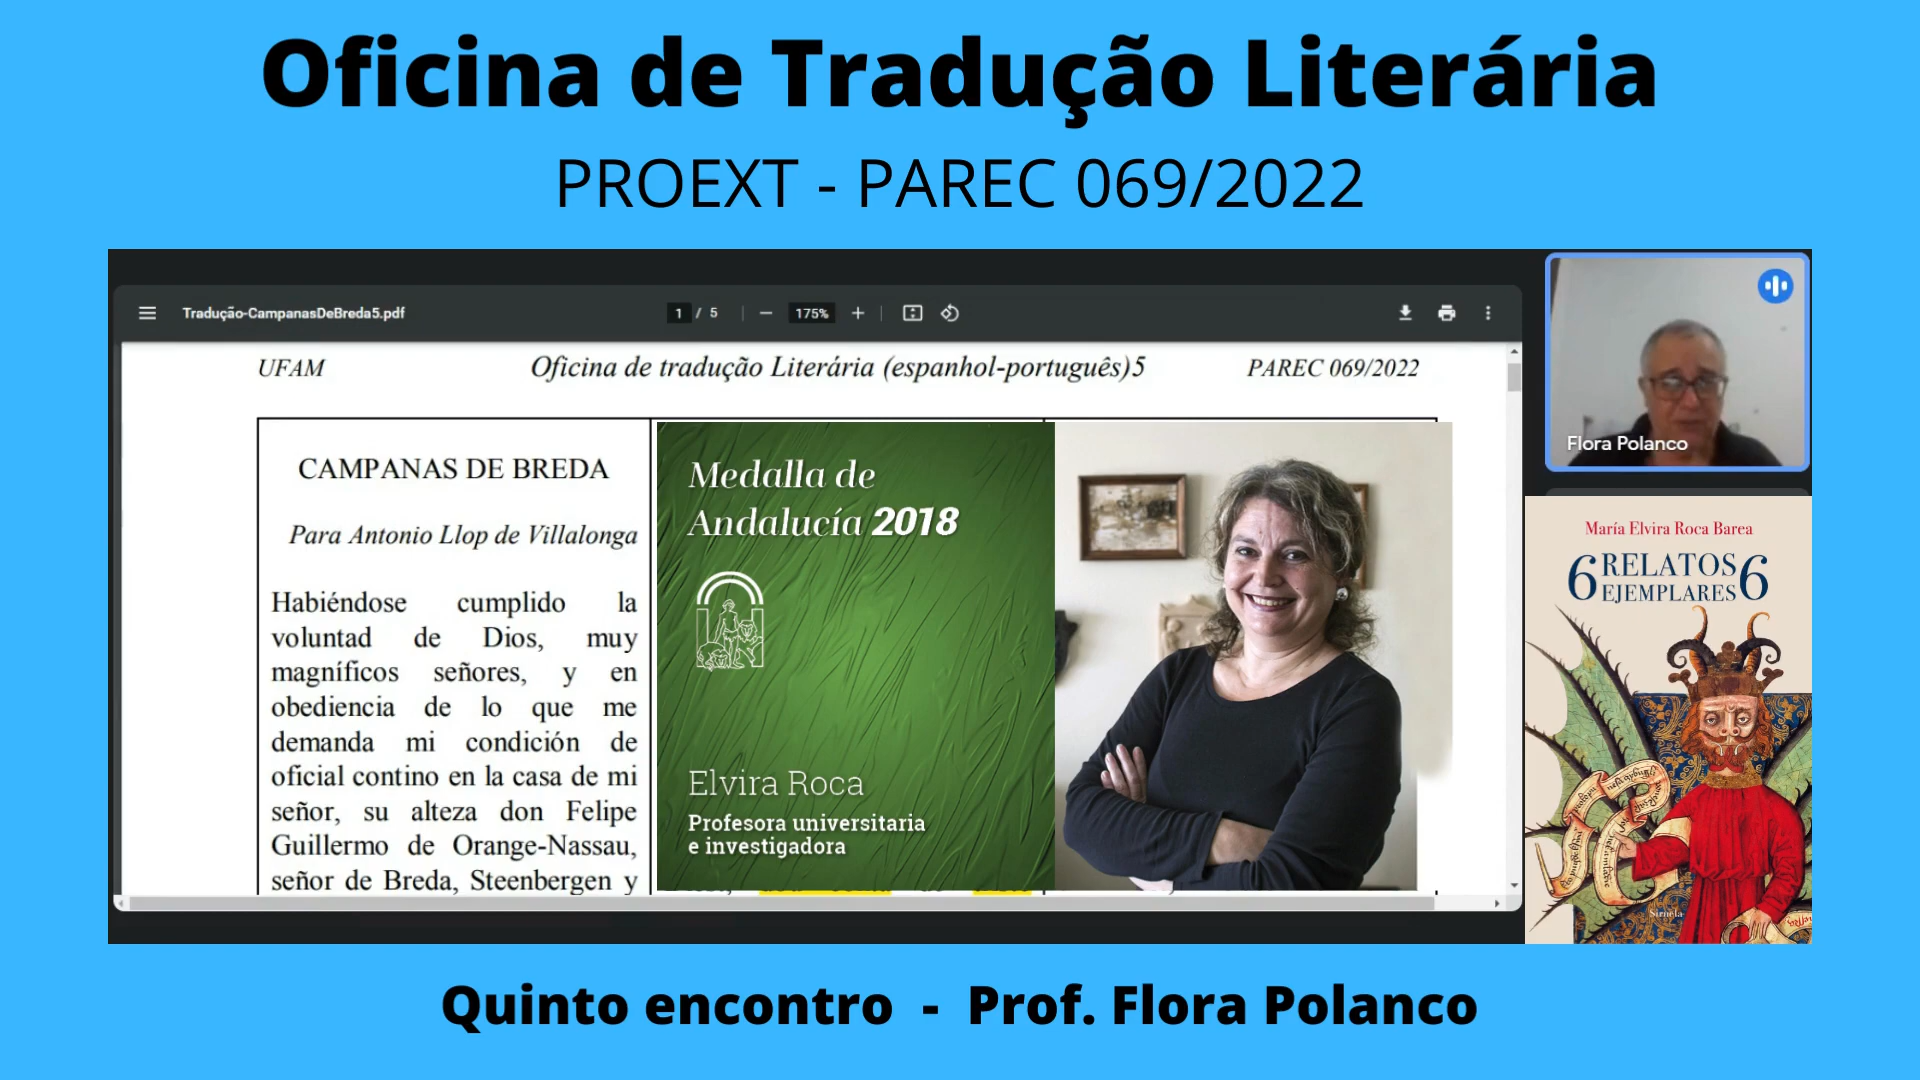 Oficina de Tradução Literária
PROEXT - PAREC 069/2022
Tradução-CampanasDeBreda5.pdf
1 / 5
175%
UFAM
Oficina de tradução Literária (espanhol-português)5
PAREC 069/2022
CAMPANAS DE BREDA
Para Antonio Llop de Villalonga
Habiéndose cumplido la
voluntad de Dios, muy
magníficos señores, y en
obediencia de lo que me
demanda mi condición de
oficial contino en la casa de mi
señor, su alteza don Felipe
Guillermo de Orange-Nassau,
señor de Breda, Steenbergen y
Medalla de
Andalucía 2018
Elvira Roca
Profesora universitaria
e investigadora
Flora Polanco
María Elvira Roca Barea
6 RELATOS 6
EJEMPLARES
Siruela
Quinto encontro - Prof. Flora Polanco